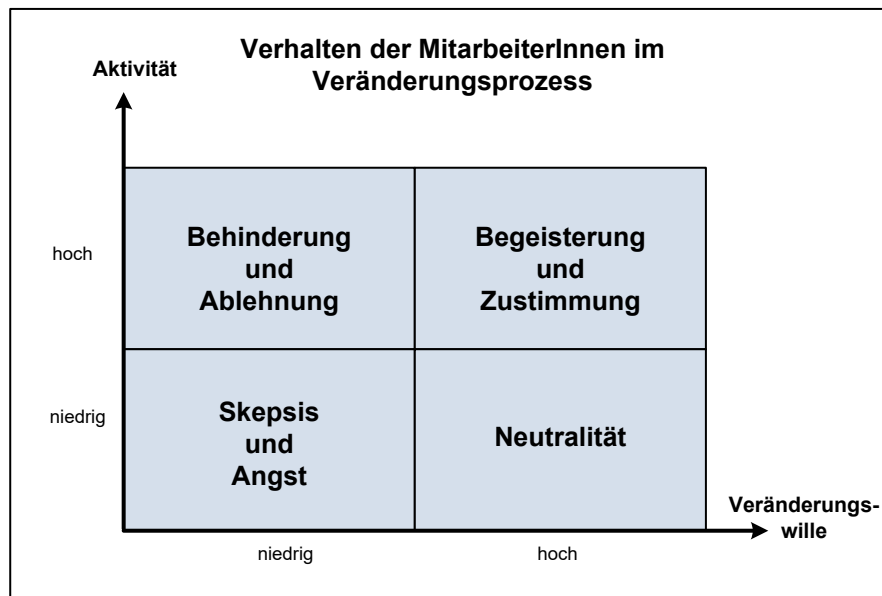 Verhalten der MitarbeiterInnen im
Veränderungsprozess
Aktivität
hoch
Behinderung
und
Ablehnung
Begeisterung
und
Zustimmung
niedrig
Skepsis
und
Angst
Neutralität
Veränderungs-
wille
niedrig
hoch